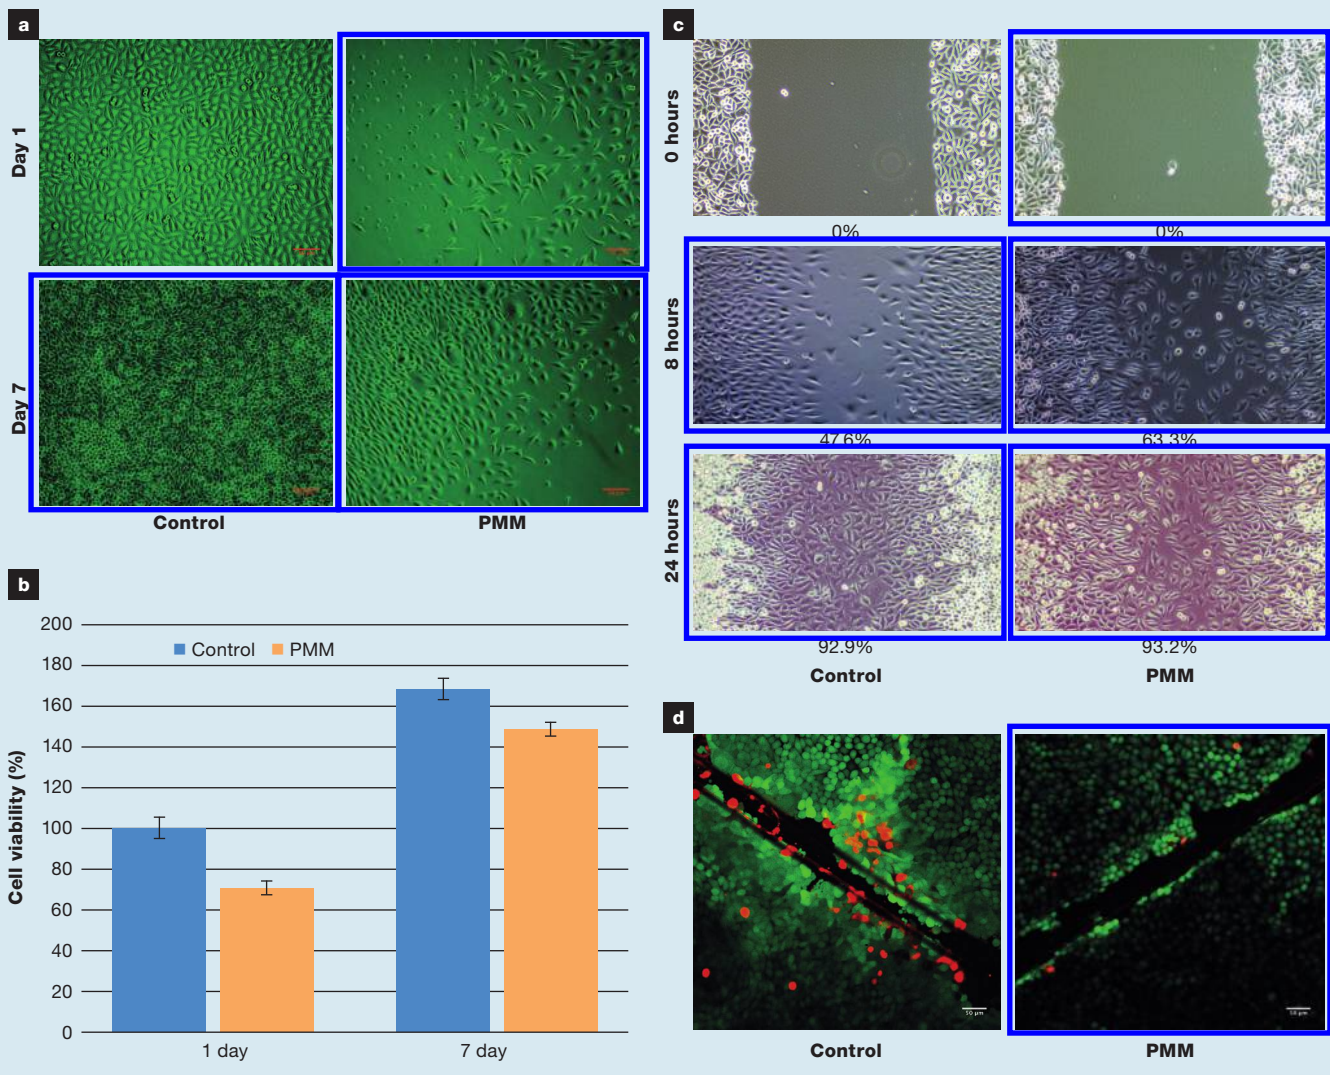 a
Day 1
Day 7
Control
PMM
b
200
180
160
140
120
100
80
60
40
20
0
Cell viability (%)
Control
PMM
1 day
7 day
c
0 hours
0%
0%
8 hours
47.6%
63.3%
24 hours
92.9%
93.2%
Control
PMM
d
50 µm
Control
PMM